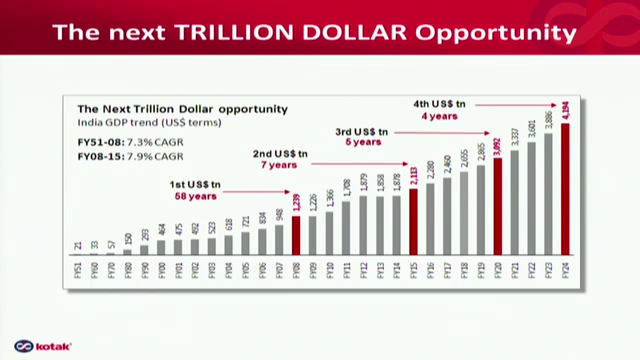 The next TRILLION DOLLAR Opportunity
The Next Trillion Dollar opportunity
India GDP trend (US$ terms)
FY51-08: 7.3% CAGR
FY08-15: 7.9% CAGR
1st US$ tn
58 years
2nd US$ tn
7 years
3rd US$ tn
5 years
4th US$ tn
4 years
21 33 57 150 293 464 475 492 523 618 721 834 948 1,239 1,226 1,366 1,708 1,879 1,858 1,878 2,113 2,280 2,460 2,695 2,865 3,092 3,337 3,601 3,886 4,194
FY51 FY60 FY70 FY80 FY90 FY00 FY01 FY02 FY03 FY04 FY05 FY06 FY07 FY08 FY09 FY10 FY11 FY12 FY13 FY14 FY15 FY16 FY17 FY18 FY19 FY20 FY21 FY22 FY23 FY24
kotak